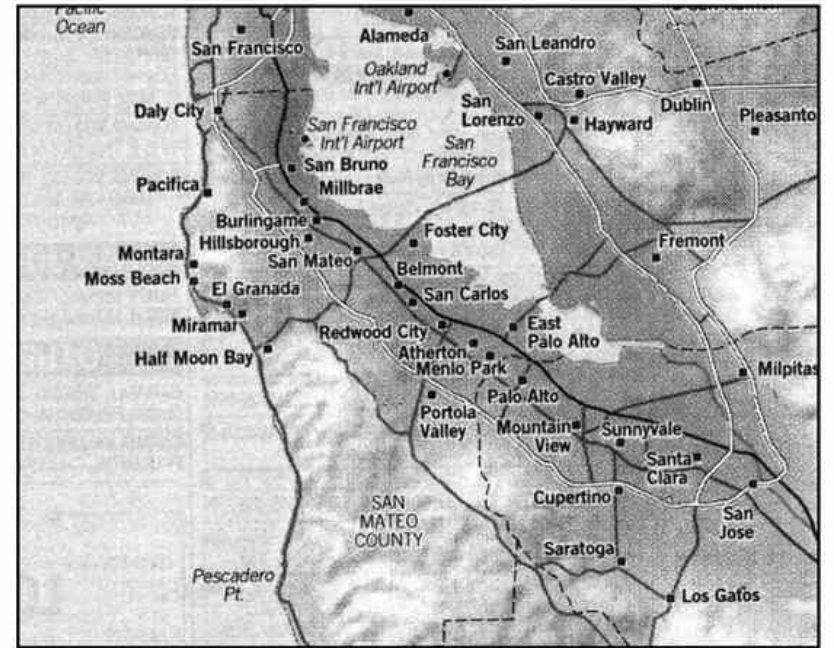 Pacific
Ocean
San Francisco
Alameda
San Leandro
Oakland
Int'l Airport
Castro Valley
Dublin
Daly City
San
Lorenzo
Hayward
Pleasanto
San Francisco
Int'l Airport
San
Francisco
Bay
San Bruno
Millbrae
Pacifica
Burlingame
Hillsborough
Foster City
Fremont
San Mateo
Montara
Belmont
Moss Beach
El Granada
San Carlos
Miramar
Redwood City
East
Palo Alto
Half Moon Bay
Atherton
Menlo Park
Milpitas
Palo Alto
Portola
Valley
Mountain
View
Sunnyvale
Santa
Clara
Cupertino
San
Jose
SAN
MATEO
COUNTY
Saratoga
Pescadero
Pt.
Los Gatos